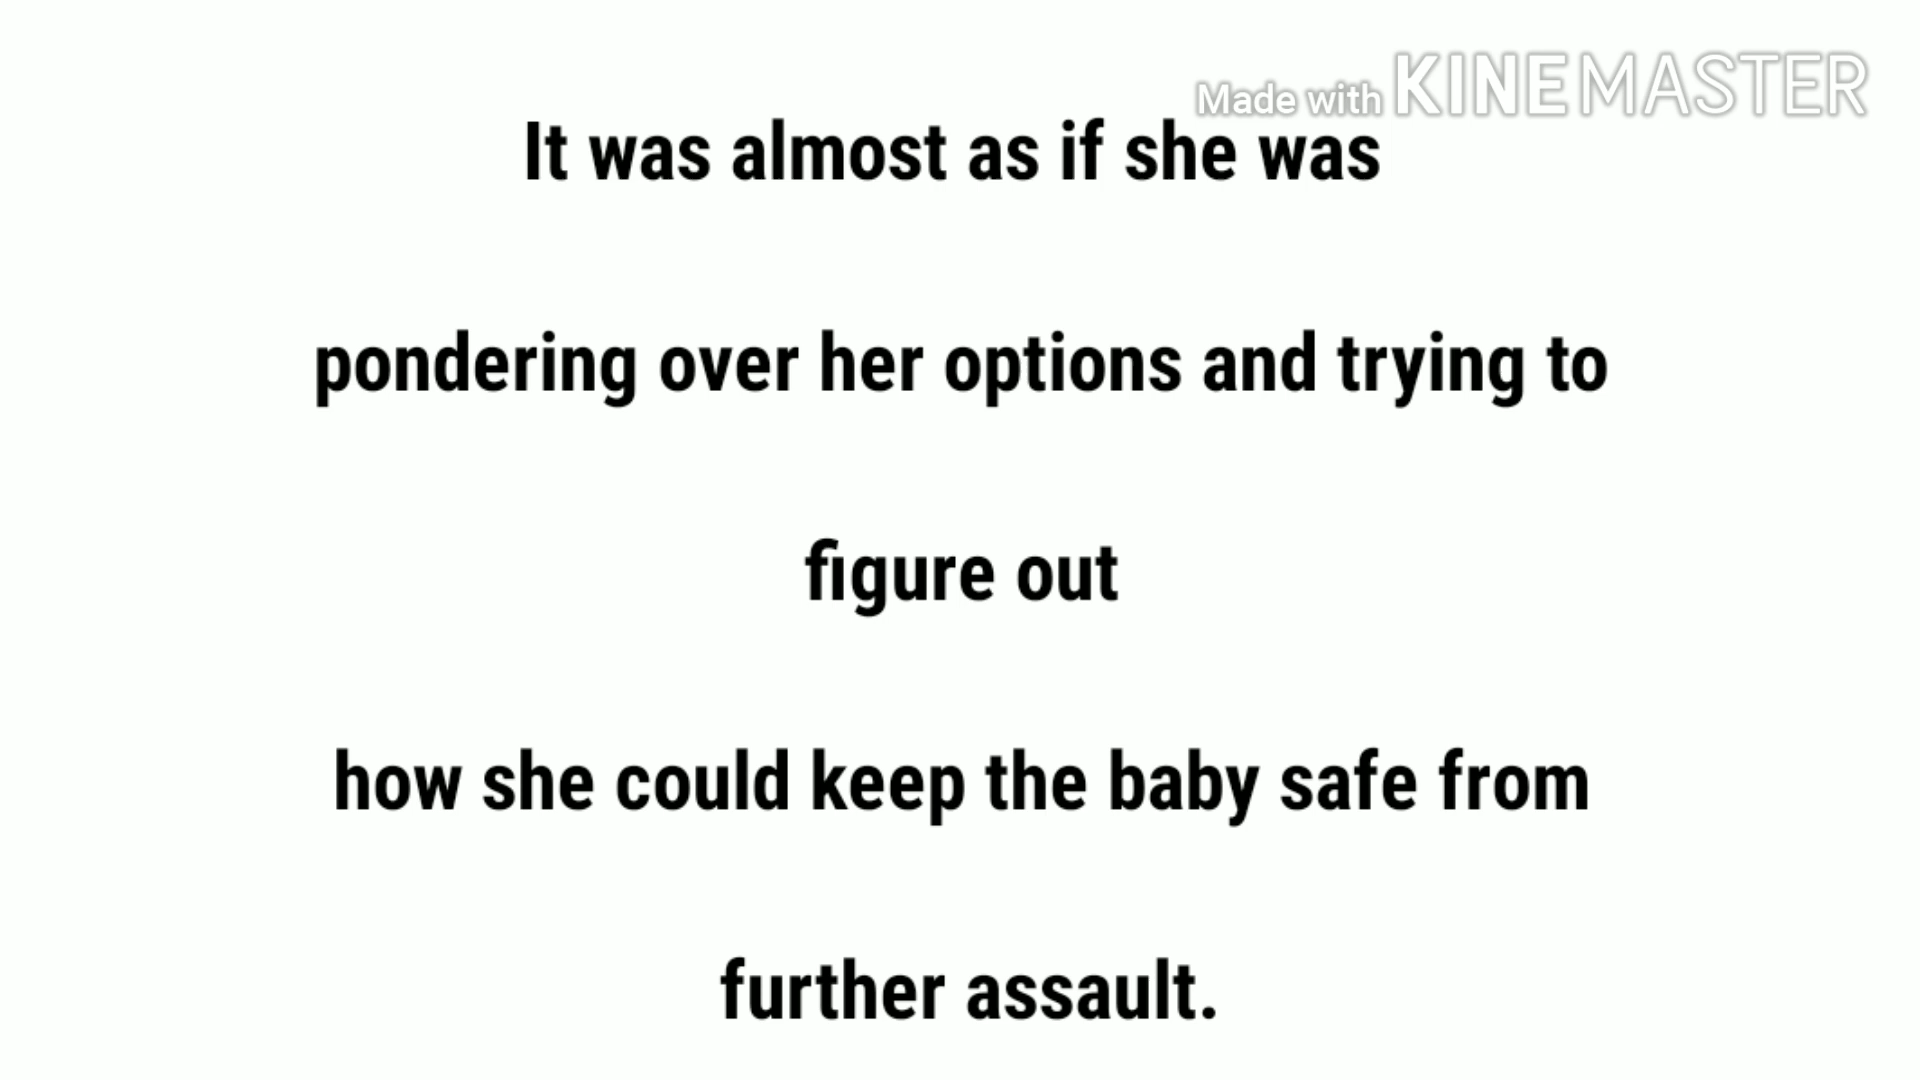 Made with KINEMASTER
It was almost as if she was
pondering over her options and trying to
figure out
how she could keep the baby safe from
further assault.